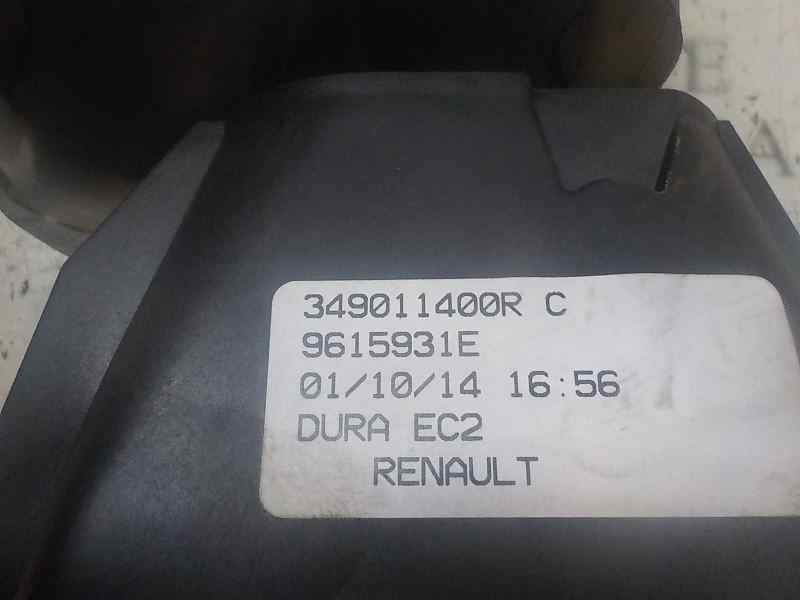 349011400R C
9615931E
01/10/14 16:56
DURA EC2
RENAULT